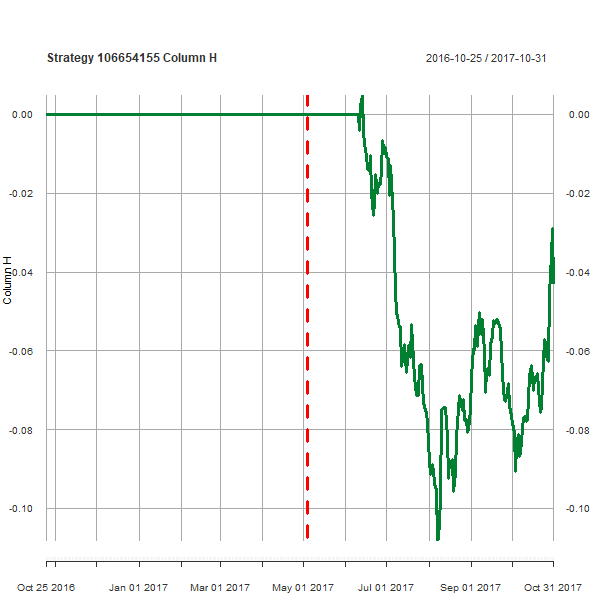 Strategy 106654155 Column H
2016-10-25 / 2017-10-31
0.00 0.00
-0.02 -0.02
-0.04 -0.04
-0.06 -0.06
-0.08 -0.08
-0.10 -0.10
Column H
Oct 25 2016 Jan 01 2017 Mar 01 2017 May 01 2017 Jul 01 2017 Sep 01 2017 Oct 31 2017